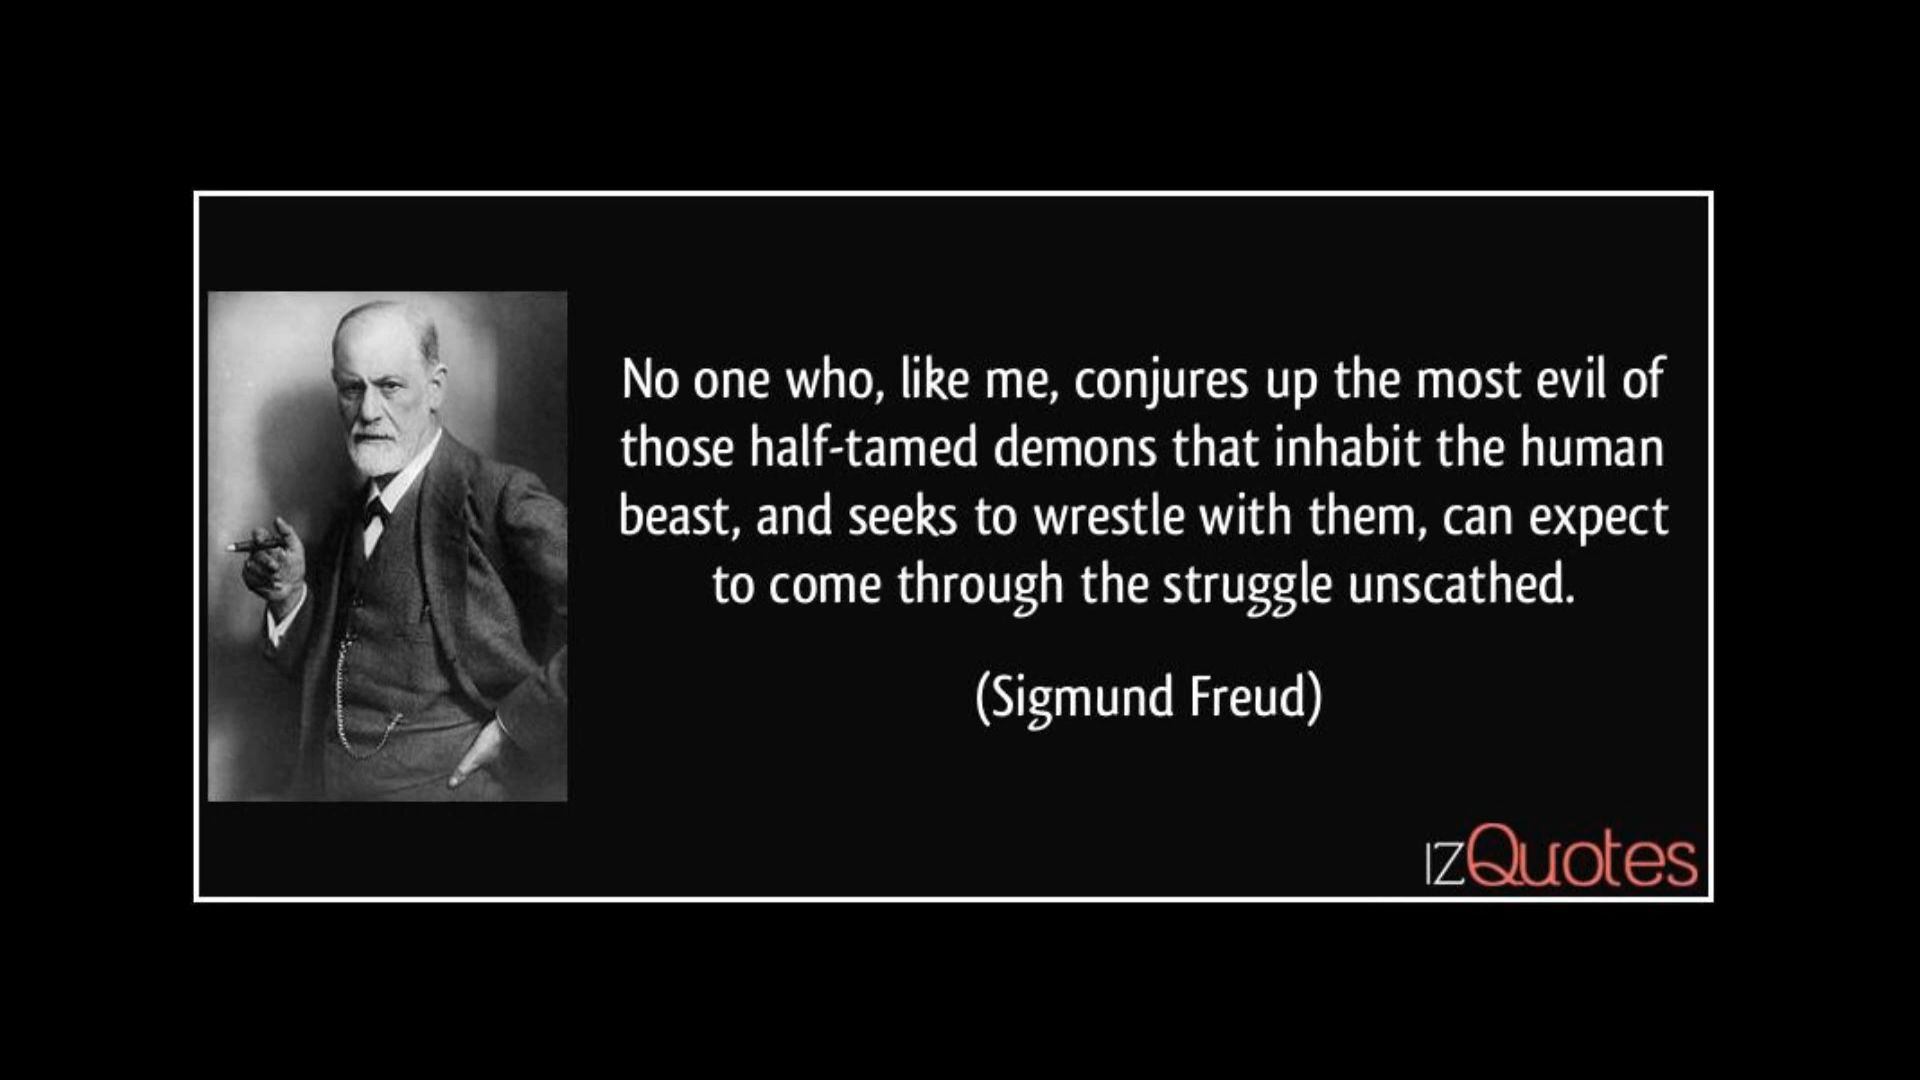 No one who, like me, conjures up the most evil of
those half-tamed demons that inhabit the human
beast, and seeks to wrestle with them, can expect
to come through the struggle unscathed.
(Sigmund Freud)
IZQuotes